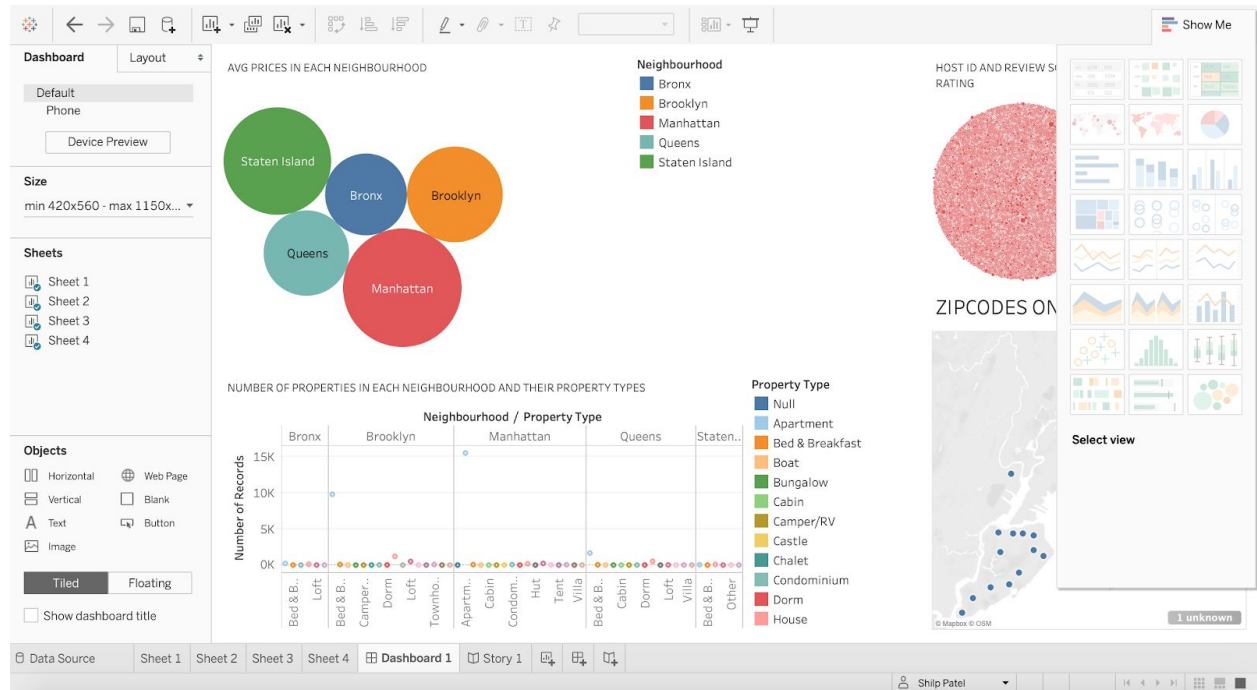 Show Me
Dashboard
Layout
Default
Phone
Device Preview
Size
min 420x560 - max 1150x...
Sheets
Sheet 1
Sheet 2
Sheet 3
Sheet 4
Objects
Horizontal
Web Page
Vertical
Blank
A Text
Button
Image
Tiled
Floating
Show dashboard title
AVG PRICES IN EACH NEIGHBOURHOOD
Staten Island
Bronx
Brooklyn
Queens
Manhattan
Neighbourhood
Bronx
Brooklyn
Manhattan
Queens
Staten Island
HOST ID AND REVIEW
RATING
ZIPCODES ON
© Mapbox © OSM
1 unknown
Select view
NUMBER OF PROPERTIES IN EACH NEIGHBOURHOOD AND THEIR PROPERTY TYPES
Neighbourhood / Property Type
Bronx Brooklyn Manhattan Queens Staten..
Number of Records
15K
10K
5K
0K
Bed & B..
Loft
Bed & B..
Camper..
Dorm
Loft
Townho..
Apartm..
Cabin
Condom..
Hut
Tent
Villa
Bed & B..
Cabin
Dorm
Loft
Villa
Bed & B..
Other
Property Type
Null
Apartment
Bed & Breakfast
Boat
Bungalow
Cabin
Camper/RV
Castle
Chalet
Condominium
Dorm
House
Data Source
Sheet 1
Sheet 2
Sheet 3
Sheet 4
Dashboard 1
Story 1
Shilp Patel